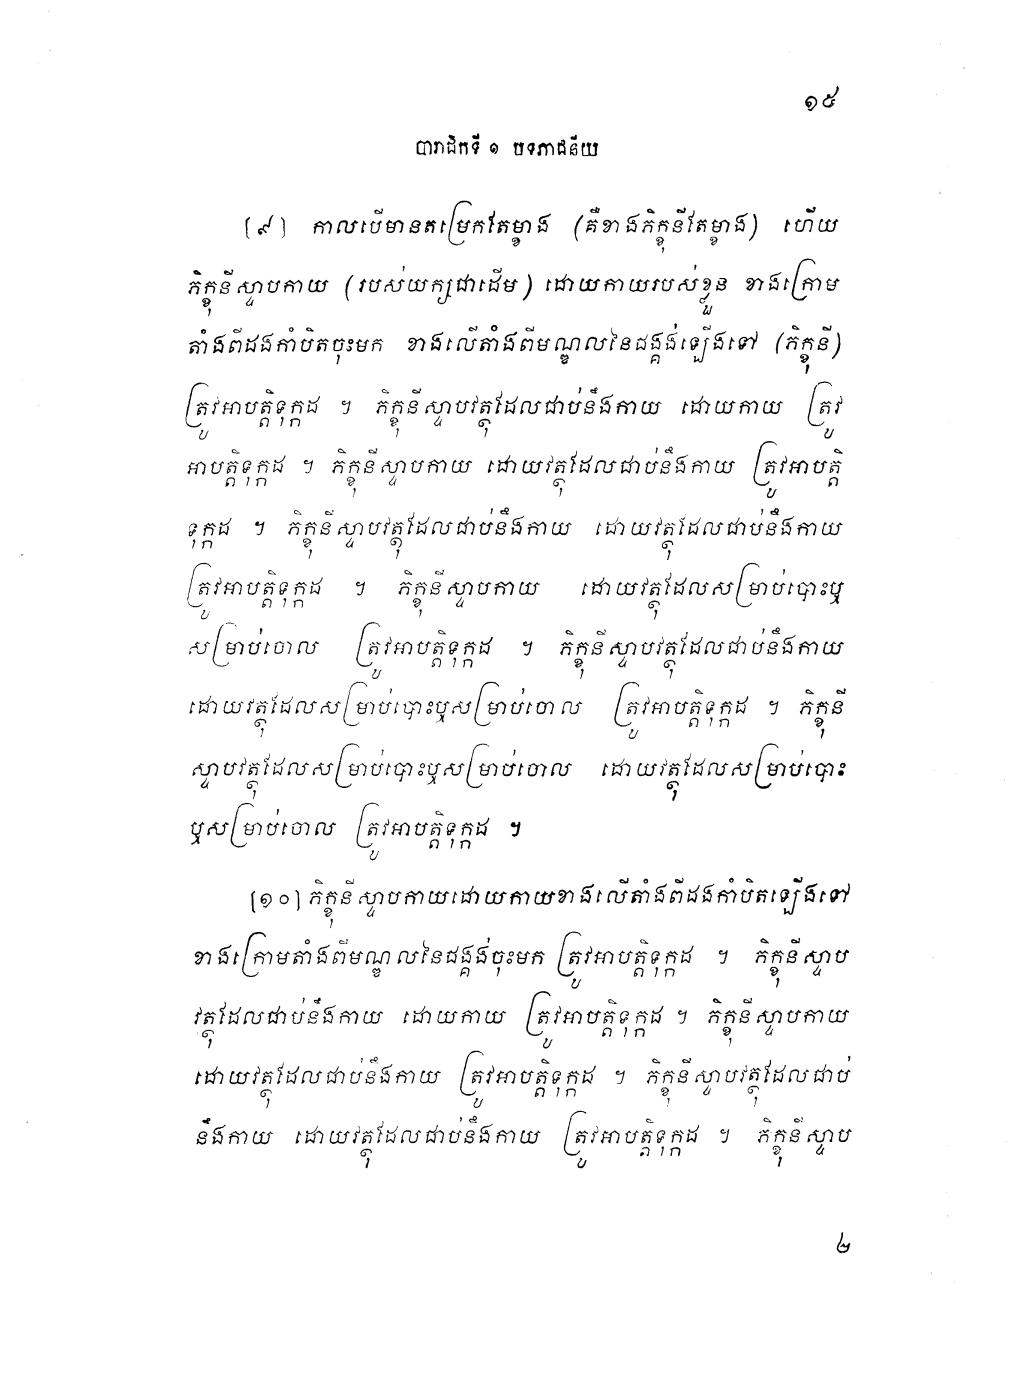 ១៥
បារាជិកទី ១ បទភាជនីយ
[៩] កាលបើមានតម្រេកតែម្ខាង (គឺខាងភិក្ខុនីតែម្ខាង) ហើយ
ភិក្ខុនីស្ទាបកាយ (របស់យក្សជាដើម) ដោយកាយរបស់ខ្លួន ខាងក្រោម
តាំងពីដងកាំបិតចុះមក ខាងលើតាំងពីមណ្ឌលនៃជង្គង់ឡើងទៅ (ភិក្ខុនី)
ត្រូវអាបត្តិទុក្កដ ។ ភិក្ខុនីស្ទាបវត្ថុដែលជាប់នឹងកាយ ដោយកាយ ត្រូវ
អាបត្តិទុក្កដ ។ ភិក្ខុនីស្ទាបកាយ ដោយវត្ថុដែលជាប់នឹងកាយ ត្រូវអាបត្តិ
ទុក្កដ ។ ភិក្ខុនីស្ទាបវត្ថុដែលជាប់នឹងកាយ ដោយវត្ថុដែលជាប់នឹងកាយ
ត្រូវអាបត្តិទុក្កដ ។ ភិក្ខុនីស្ទាបកាយ ដោយវត្ថុដែលសម្រាប់បោះឬ
សម្រាប់ចោល ត្រូវអាបត្តិទុក្កដ ។ ភិក្ខុនីស្ទាបវត្ថុដែលជាប់នឹងកាយ
ដោយវត្ថុដែលសម្រាប់បោះឬសម្រាប់ចោល ត្រូវអាបត្តិទុក្កដ ។ ភិក្ខុនី
ស្ទាបវត្ថុដែលសម្រាប់បោះឬសម្រាប់ចោល ដោយវត្ថុដែលសម្រាប់បោះ
ឬសម្រាប់ចោល ត្រូវអាបត្តិទុក្កដ ។
[១០] ភិក្ខុនីស្ទាបកាយដោយកាយខាងលើតាំងពីដងកាំបិតឡើងទៅ
ខាងក្រោមតាំងពីមណ្ឌលនៃជង្គង់ចុះមក ត្រូវអាបត្តិទុក្កដ ។ ភិក្ខុនីស្ទាប
វត្ថុដែលជាប់នឹងកាយ ដោយកាយ ត្រូវអាបត្តិទុក្កដ ។ ភិក្ខុនីស្ទាបកាយ
ដោយវត្ថុដែលជាប់នឹងកាយ ត្រូវអាបត្តិទុក្កដ ។ ភិក្ខុនីស្ទាបវត្ថុដែលជាប់
នឹងកាយ ដោយវត្ថុដែលជាប់នឹងកាយ ត្រូវអាបត្តិទុក្កដ ។ ភិក្ខុនីស្ទាប
២